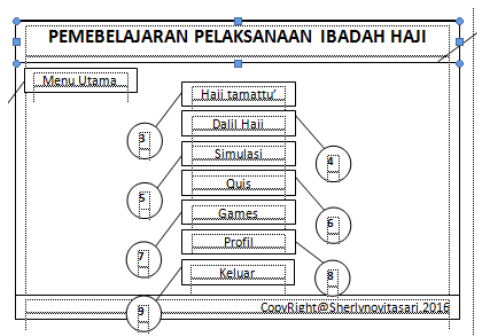 PEMEBELAJARAN PELAKSANAAN IBADAH HAJI
Menu Utama
Haji tamattu'
3
Dalil Haji
4
Simulasi
5
Quis
6
Games
7
Profil
8
Keluar
9
CopyRight@Sherlynovitasari.2016